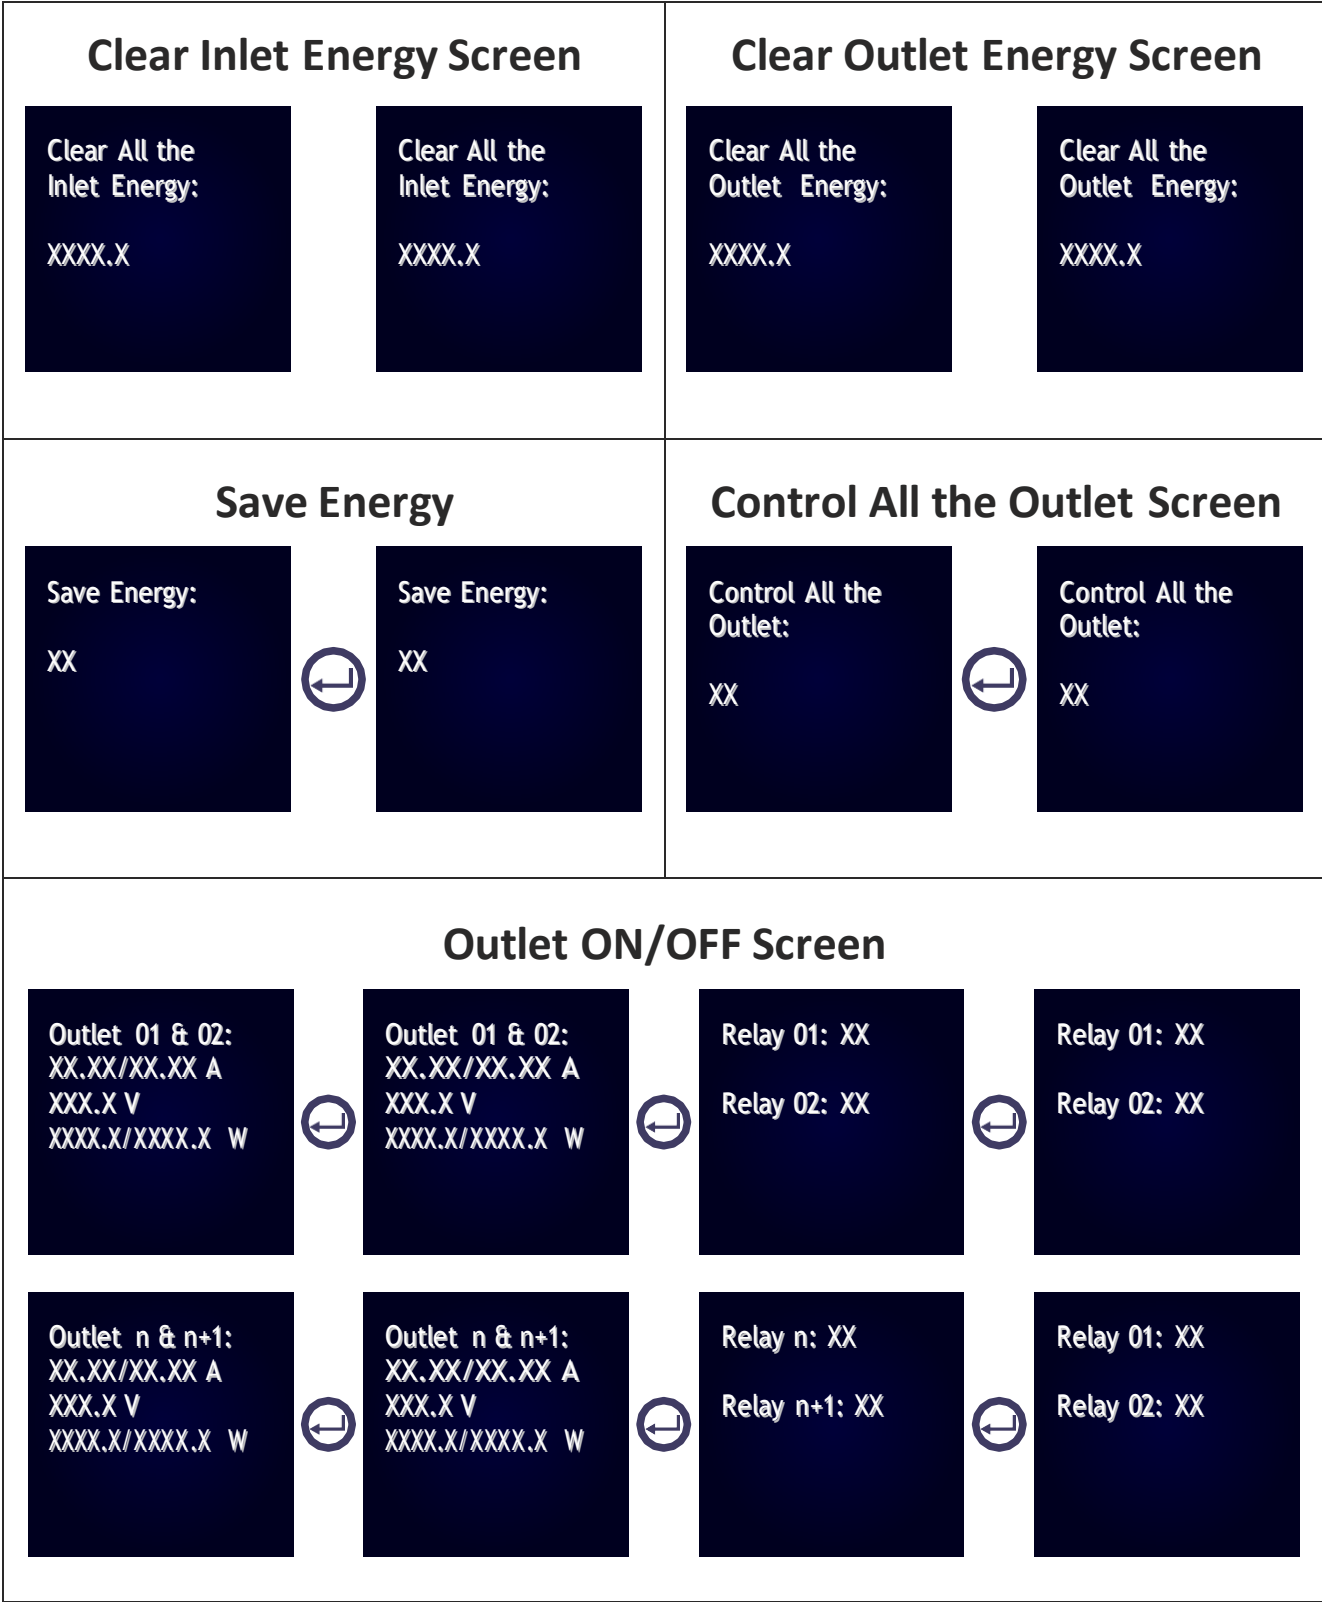 Clear Inlet Energy Screen
Clear All the
Inlet Energy:
XXXX.X
Clear All the
Inlet Energy:
XXXX.X
Clear Outlet Energy Screen
Clear All the
Outlet Energy:
XXXX.X
Clear All the
Outlet Energy:
XXXX.X
Save Energy
Save Energy:
XX
Save Energy:
XX
Control All the Outlet Screen
Control All the
Outlet:
XX
Control All the
Outlet:
XX
Outlet ON/OFF Screen
Outlet 01 & 02:
XX.XX/XX.XX A
XXX.X V
XXXX.X/XXXX.X W
Outlet 01 & 02:
XX.XX/XX.XX A
XXX.X V
XXXX.X/XXXX.X W
Relay 01: XX
Relay 02: XX
Relay 01: XX
Relay 02: XX
Outlet n & n+1:
XX.XX/XX.XX A
XXX.X V
XXXX.X/XXXX.X W
Outlet n & n+1:
XX.XX/XX.XX A
XXX.X V
XXXX.X/XXXX.X W
Relay n: XX
Relay n+1: XX
Relay 01: XX
Relay 02: XX